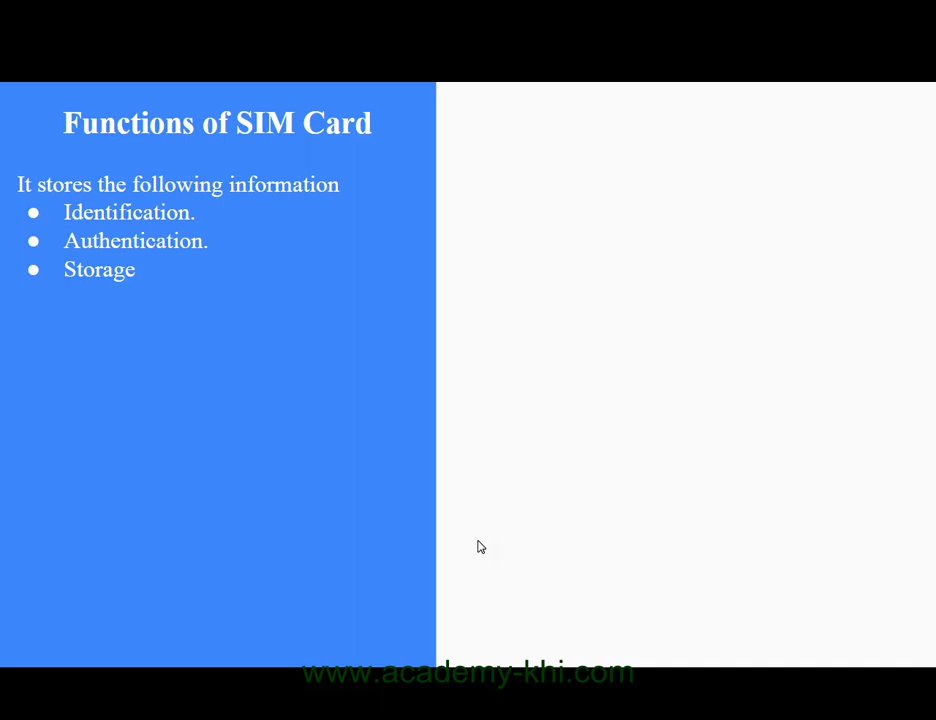 Functions of SIM Card
It stores the following information
● Identification.
● Authentication.
● Storage
www.academy-khi.com